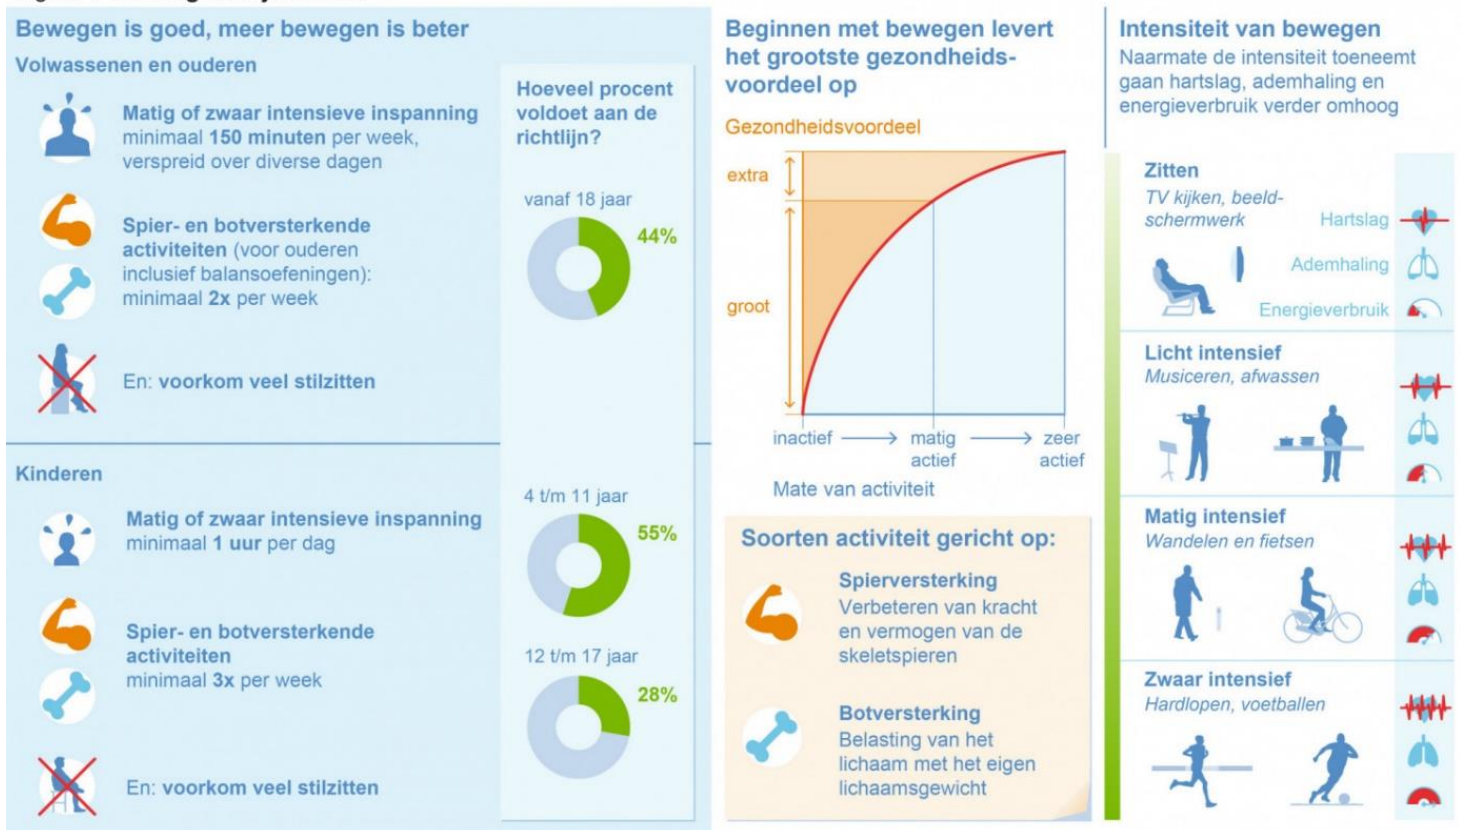 Bewegen is goed, meer bewegen is beter
Volwassenen en ouderen
Matig of zwaar intensieve inspanning
minimaal 150 minuten per week,
verspreid over diverse dagen
Spier- en botversterkende
activiteiten (voor ouderen
inclusief balansoefeningen):
minimaal 2x per week
En: voorkom veel stilzitten
Kinderen
Matig of zwaar intensieve inspanning
minimaal 1 uur per dag
Spier- en botversterkende
activiteiten
minimaal 3x per week
En: voorkom veel stilzitten
Hoeveel procent
voldoet aan de
richtlijn?
vanaf 18 jaar
44%
4 t/m 11 jaar
55%
12 t/m 17 jaar
28%
Beginnen met bewegen levert
het grootste gezondheids-
voordeel op
Gezondheidsvoordeel
extra
groot
inactief
matig
actief
zeer
actief
Mate van activiteit
Soorten activiteit gericht op:
Spierversterking
Verbeteren van kracht
en vermogen van de
skeletspieren
Botversterking
Belasting van het
lichaam met het eigen
lichaamsgewicht
Intensiteit van bewegen
Naarmate de intensiteit toeneemt
gaan hartslag, ademhaling en
energieverbruik verder omhoog
Zitten
TV kijken, beeld-
schermwerk
Hartslag
Ademhaling
Energieverbruik
Licht intensief
Musiceren, afwassen
Matig intensief
Wandelen en fietsen
Zwaar intensief
Hardlopen, voetballen